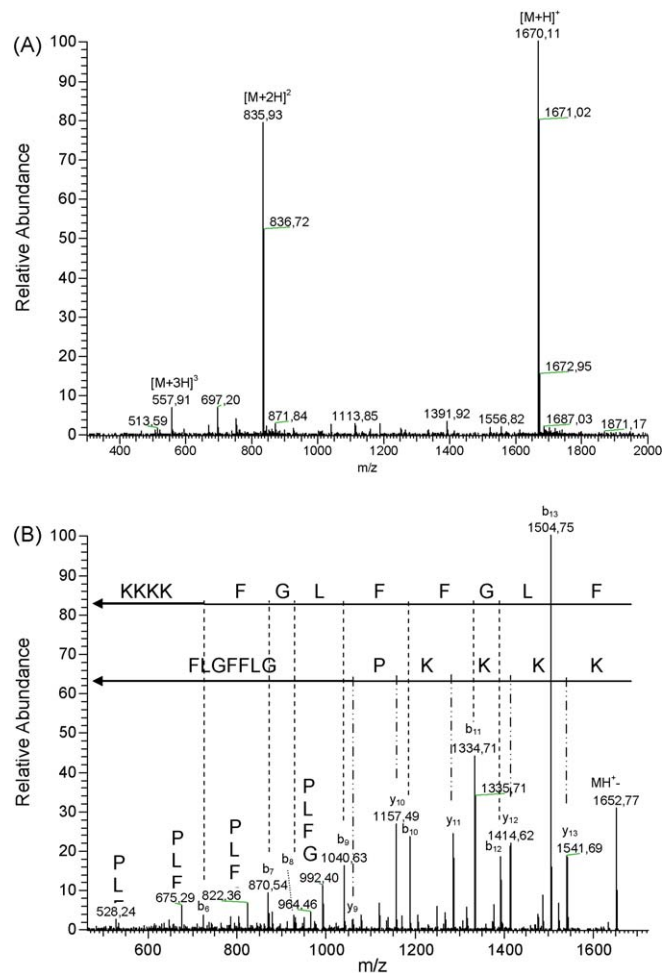 (A)
Relative Abundance
100
90
80
70
60
50
40
30
20
10
0
[M+H]+
1670,11
1671,02
[M+2H]2
835,93
836,72
1672,95
[M+3H]3
557,91
697,20
513,59
871,84
1113,85
1391,92
1556,82
1687,03
1871,17
400 600 800 1000 1200 1400 1600 1800 2000
m/z
(B)
Relative Abundance
100
90
80
70
60
50
40
30
20
10
0
b13
1504,75
KKKK F G L F F G L F
FLGFFLG P K K K K
b11
1334,71
1335,71
MH+-
1652,77
y10
1157,49
b10
y11
y12
1414,62
b12
y13
1541,69
P
L
F
G
b9
1040,63
992,40
y9
P
L
F
822,36
b7
870,54
b8
964,46
P
L
F
675,29
b6
P
L
528,24
600 800 1000 1200 1400 1600
m/z